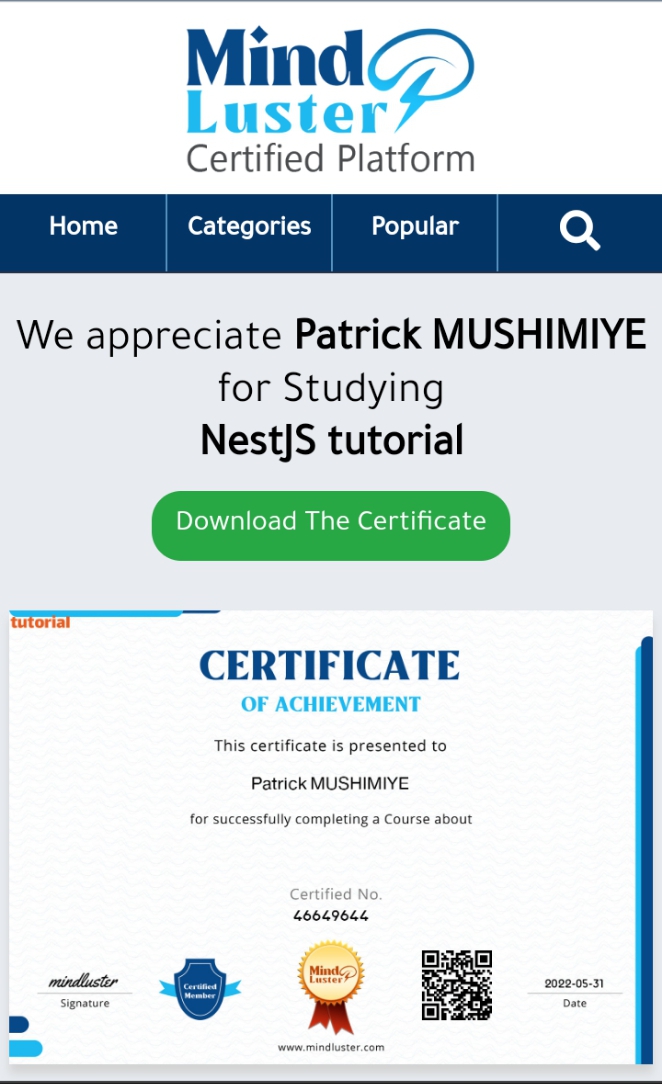 Mind
Luster
Certified Platform
Home Categories Popular
We appreciate Patrick MUSHIMIYE
for Studying
NestJS tutorial
Download The Certificate
tutorial
CERTIFICATE
OF ACHIEVEMENT
This certificate is presented to
Patrick MUSHIMIYE
for successfully completing a Course about
Certified No.
46649644
mindluster
Signature
Certified
Member
Mind
Luster
2022-05-31
Date
www.mindluster.com